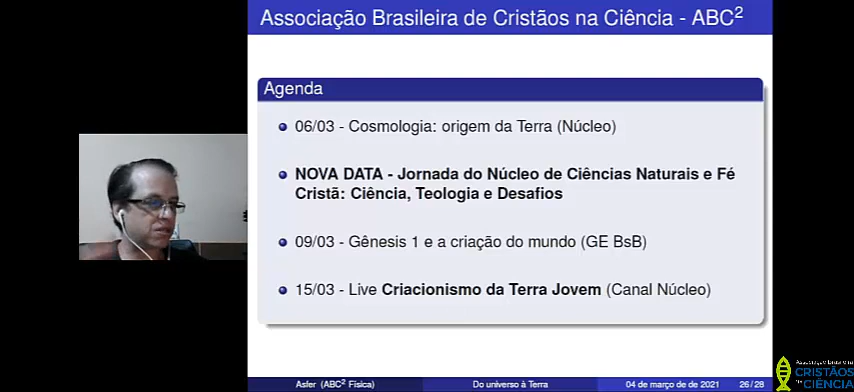 Associação Brasileira de Cristãos na Ciência - ABC²
Agenda
06/03 - Cosmologia: origem da Terra (Núcleo)
NOVA DATA - Jornada do Núcleo de Ciências Naturais e Fé
Cristã: Ciência, Teologia e Desafios
09/03 - Gênesis 1 e a criação do mundo (GE BsB)
15/03 - Live Criacionismo da Terra Jovem (Canal Núcleo)
Asfer (ABC² Física) Do universo à Terra 04 de março de de 2021 26 / 28
Associação Brasileira
CRISTÃOS
na CIÊNCIA